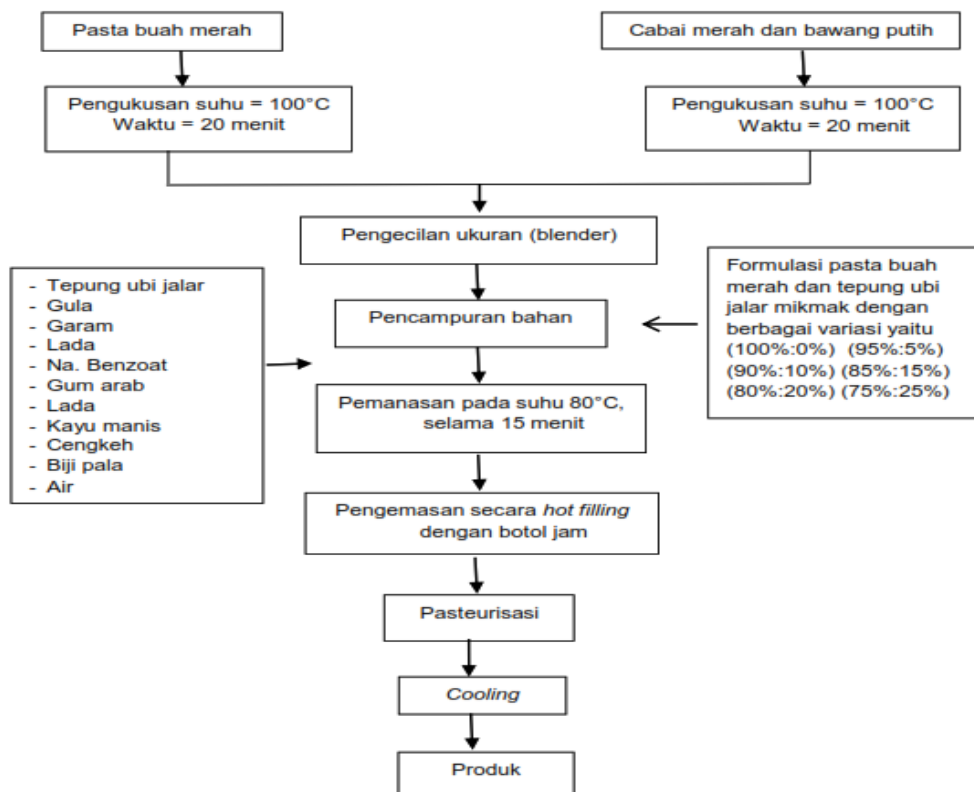 Pasta buah merah
Cabai merah dan bawang putih
Pengukusan suhu = 100°C
Waktu = 20 menit
Pengukusan suhu = 100°C
Waktu = 20 menit
Pengecilan ukuran (blender)
- Tepung ubi jalar
- Gula
- Garam
- Lada
- Na. Benzoat
- Gum arab
- Lada
- Kayu manis
- Cengkeh
- Biji pala
- Air
Pencampuran bahan
Formulasi pasta buah
merah dan tepung ubi
jalar mikmak dengan
berbagai variasi yaitu
(100%:0%) (95%:5%)
(90%:10%) (85%:15%)
(80%:20%) (75%:25%)
Pemanasan pada suhu 80°C,
selama 15 menit
Pengemasan secara hot filling
dengan botol jam
Pasteurisasi
Cooling
Produk